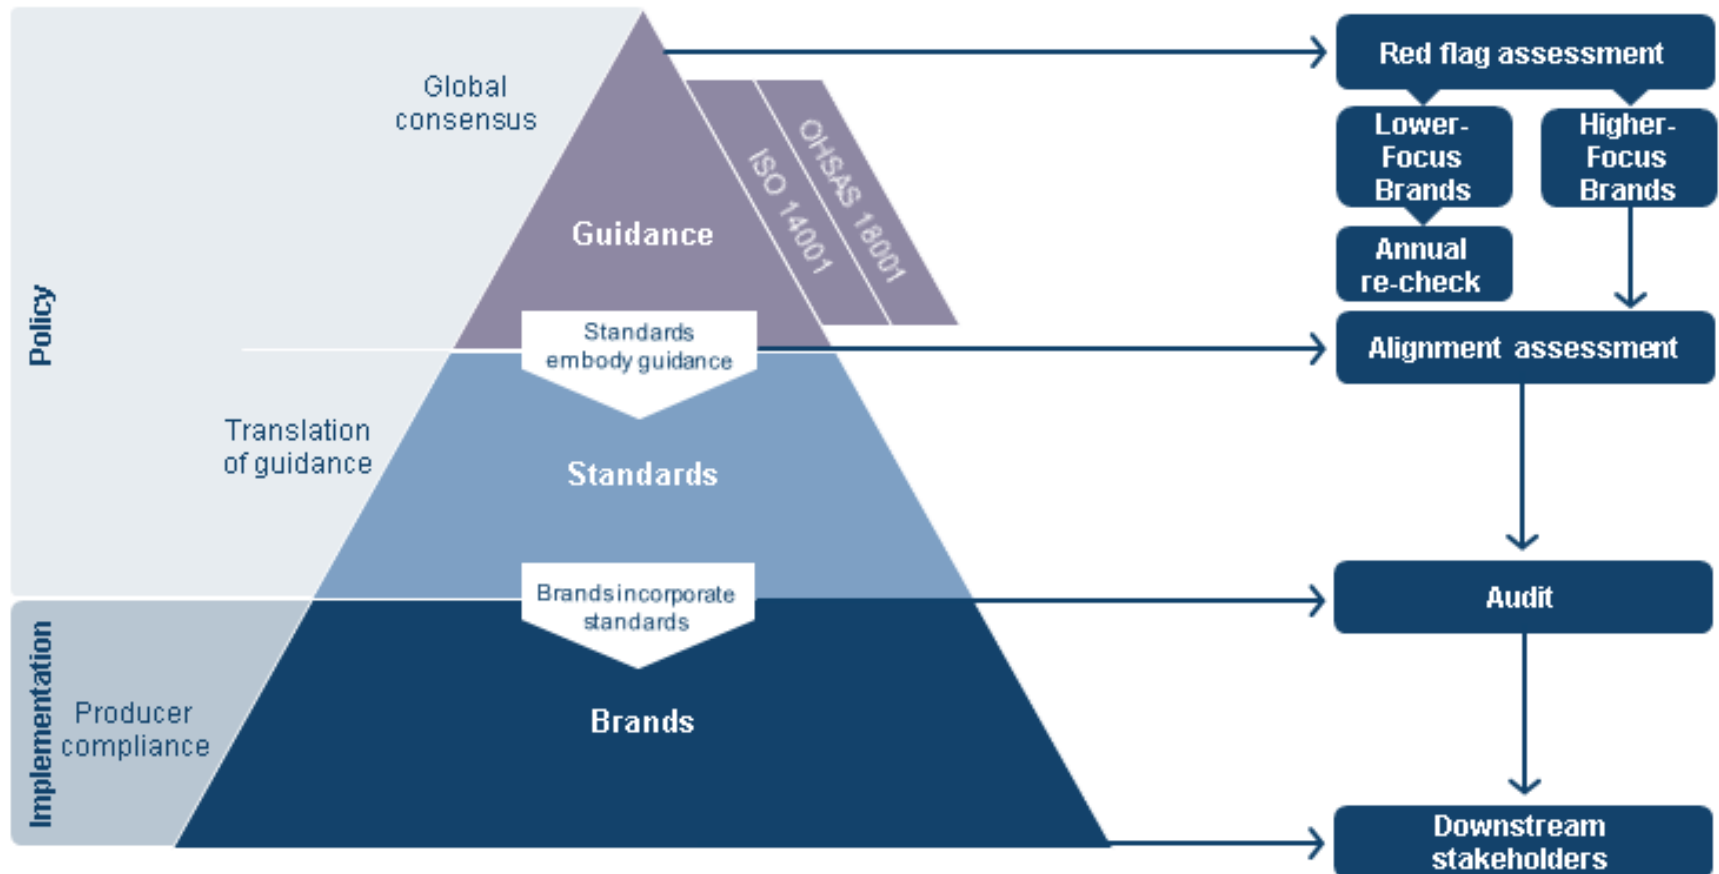 Policy
Implementation
Global
consensus
Translation
of guidance
Producer
compliance
Guidance
ISO 14001
OHSAS 18001
Standards
embody guidance
Standards
Brands incorporate
standards
Brands
Red flag assessment
Lower-
Focus
Brands
Higher-
Focus
Brands
Annual
re-check
Alignment assessment
Audit
Downstream
stakeholders